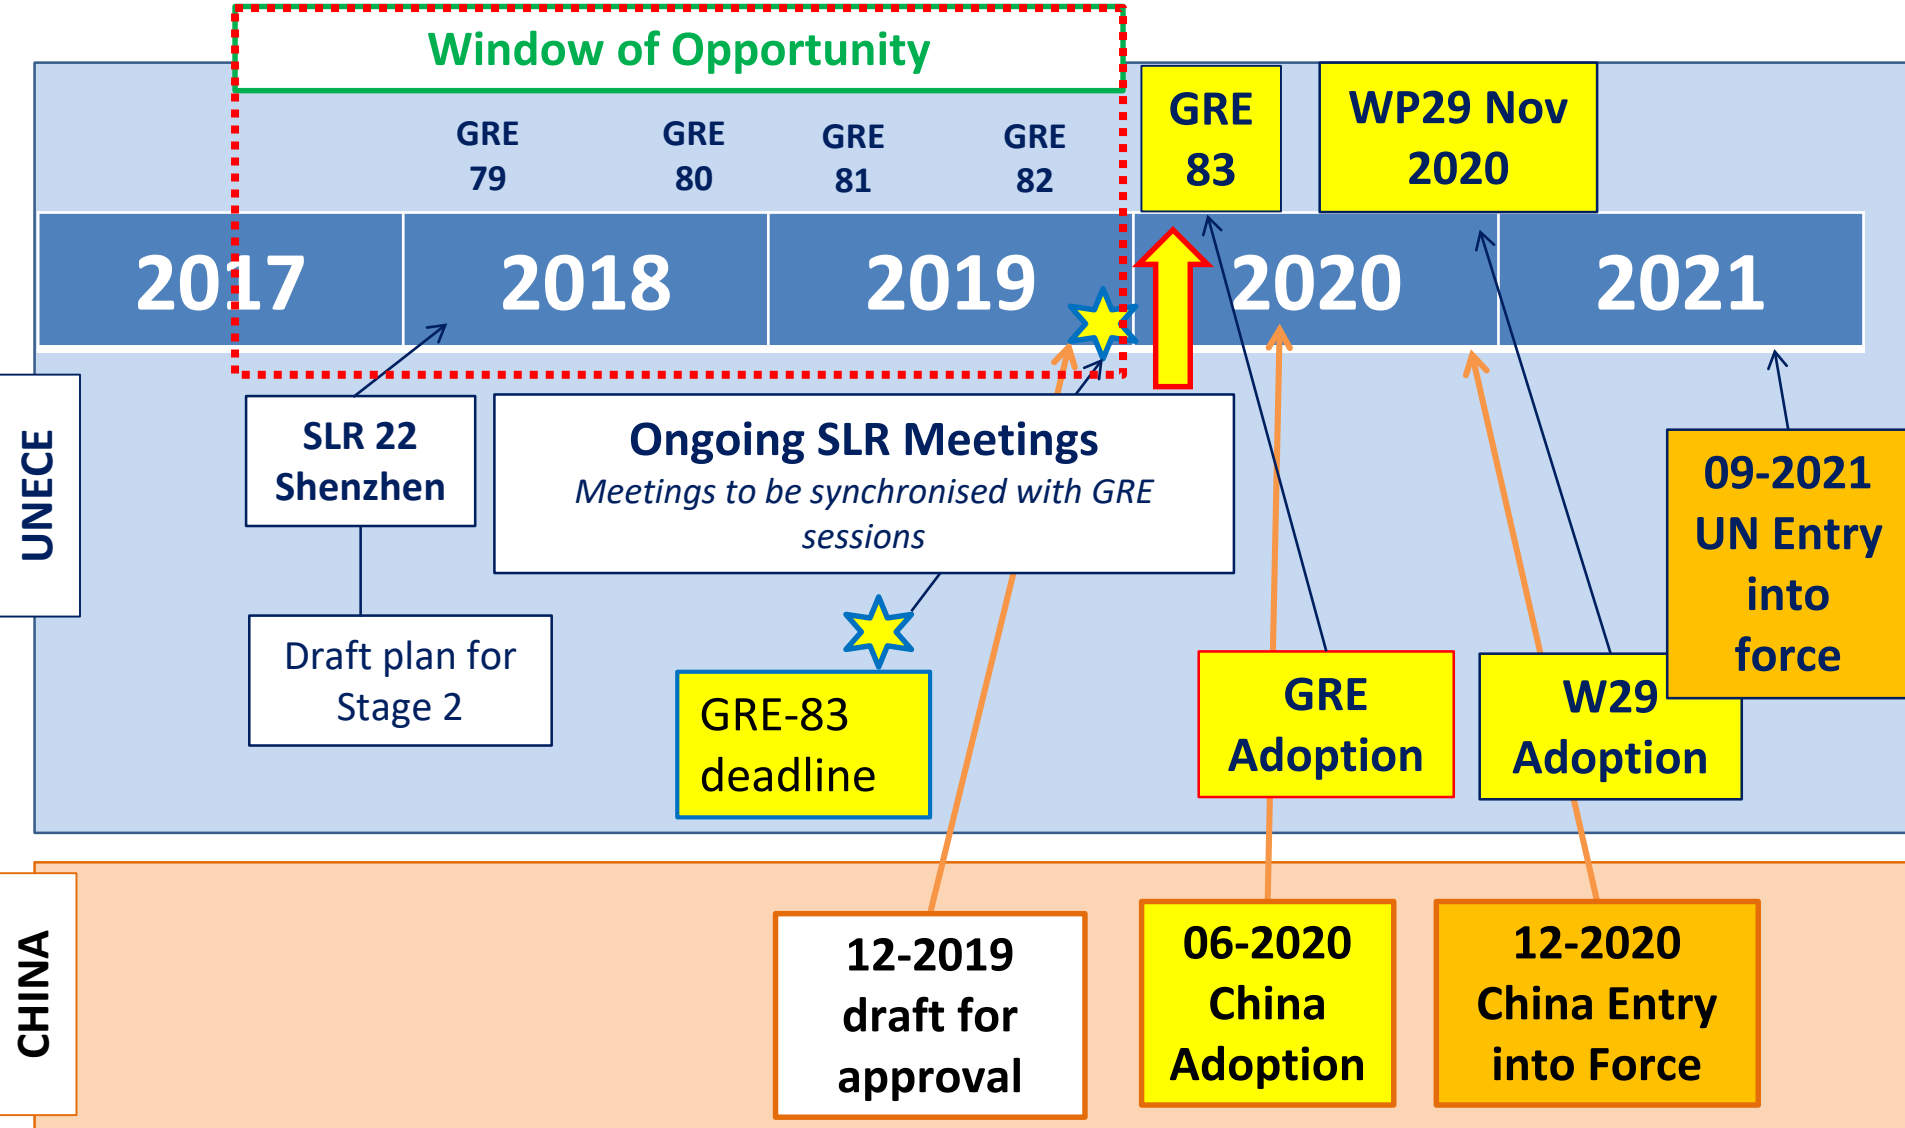 Window of Opportunity
GRE
79
GRE
80
GRE
81
GRE
82
GRE
83
WP29 Nov
2020
2017
2018
2019
2020
2021
UNECE
SLR 22
Shenzhen
Ongoing SLR Meetings
Meetings to be synchronised with GRE
sessions
09-2021
UN Entry
into
force
Draft plan for
Stage 2
GRE-83
deadline
GRE
Adoption
W29
Adoption
CHINA
12-2019
draft for
approval
06-2020
China
Adoption
12-2020
China Entry
into Force